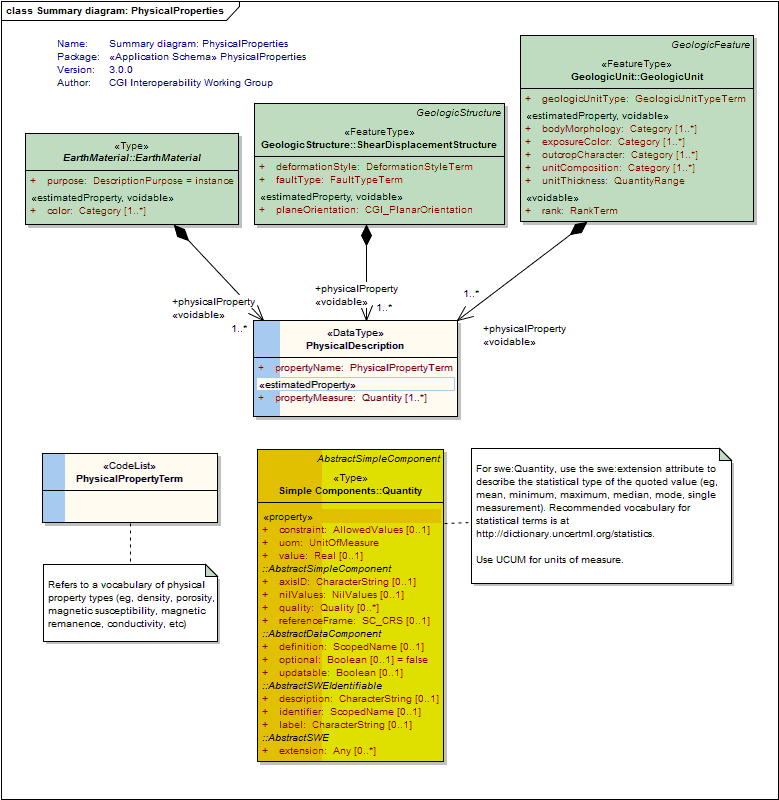 class Summary diagram: PhysicalProperties
Name: Summary diagram: PhysicalProperties
Package: «Application Schema» PhysicalProperties
Version: 3.0.0
Author: CGI Interoperability Working Group
«Type»
EarthMaterial::EarthMaterial
+ purpose: DescriptionPurpose = instance
«estimatedProperty, voidable»
+ color: Category [1..*]
GeologicStructure
«FeatureType»
GeologicStructure::ShearDisplacementStructure
+ deformationStyle: DeformationStyleTerm
+ faultType: FaultTypeTerm
«estimatedProperty, voidable»
+ planeOrientation: CGI_PlanarOrientation
GeologicFeature
«FeatureType»
GeologicUnit::GeologicUnit
+ geologicUnitType: GeologicUnitTypeTerm
«estimatedProperty, voidable»
+ bodyMorphology: Category [1..*]
+ exposureColor: Category [1..*]
+ outcropCharacter: Category [1..*]
+ unitComposition: Category [1..*]
+ unitThickness: QuantityRange
«voidable»
+ rank: RankTerm
+physicalProperty
«voidable»
1..*
+physicalProperty
«voidable»
1..*
1..*
+physicalProperty
«voidable»
«DataType»
PhysicalDescription
+ propertyName: PhysicalPropertyTerm
«estimatedProperty»
+ propertyMeasure: Quantity [1..*]
«CodeList»
PhysicalPropertyTerm
Refers to a vocabulary of physical
property types (eg, density, porosity,
magnetic susceptibility, magnetic
remanence, conductivity, etc)
AbstractSimpleComponent
«Type»
Simple Components::Quantity
«property»
+ constraint: AllowedValues [0..1]
+ uom: UnitOfMeasure
+ value: Real [0..1]
::AbstractSimpleComponent
+ axisID: CharacterString [0..1]
+ nilValues: NilValues [0..1]
+ quality: Quality [0..*]
+ referenceFrame: SC_CRS [0..1]
::AbstractDataComponent
+ definition: ScopedName [0..1]
+ optional: Boolean [0..1] = false
+ updatable: Boolean [0..1]
::AbstractSWEIdentifiable
+ description: CharacterString [0..1]
+ identifier: ScopedName [0..1]
+ label: CharacterString [0..1]
::AbstractSWE
+ extension: Any [0..*]
For swe:Quantity, use the swe:extension attribute to
describe the statistical type of the quoted value (eg,
mean, minimum, maximum, median, mode, single
measurement). Recommended vocabulary for
statistical terms is at
http://dictionary.uncertml.org/statistics.
Use UCUM for units of measure.